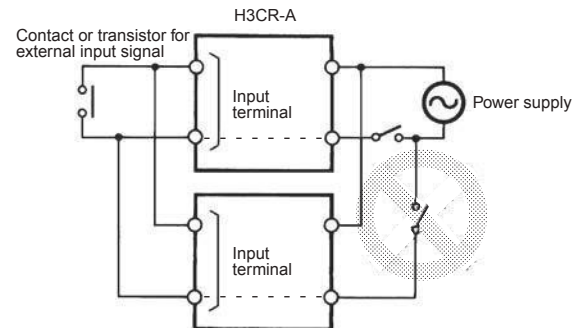 H3CR-A
Contact or transistor for
external input signal
Input
terminal
Power supply
Input
terminal